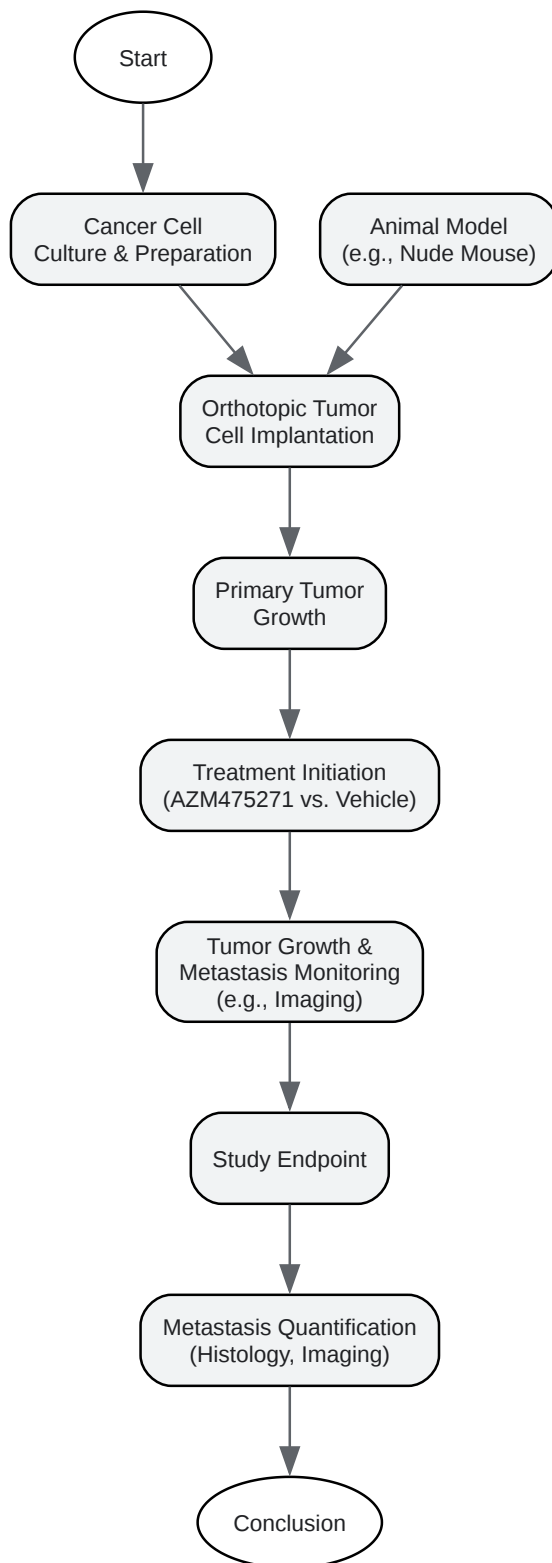 Start
Cancer Cell
Culture & Preparation
Animal Model
(e.g., Nude Mouse)
Orthotopic Tumor
Cell Implantation
Primary Tumor
Growth
Treatment Initiation
(AZM475271 vs. Vehicle)
Tumor Growth &
Metastasis Monitoring
(e.g., Imaging)
Study Endpoint
Metastasis Quantification
(Histology, Imaging)
Conclusion